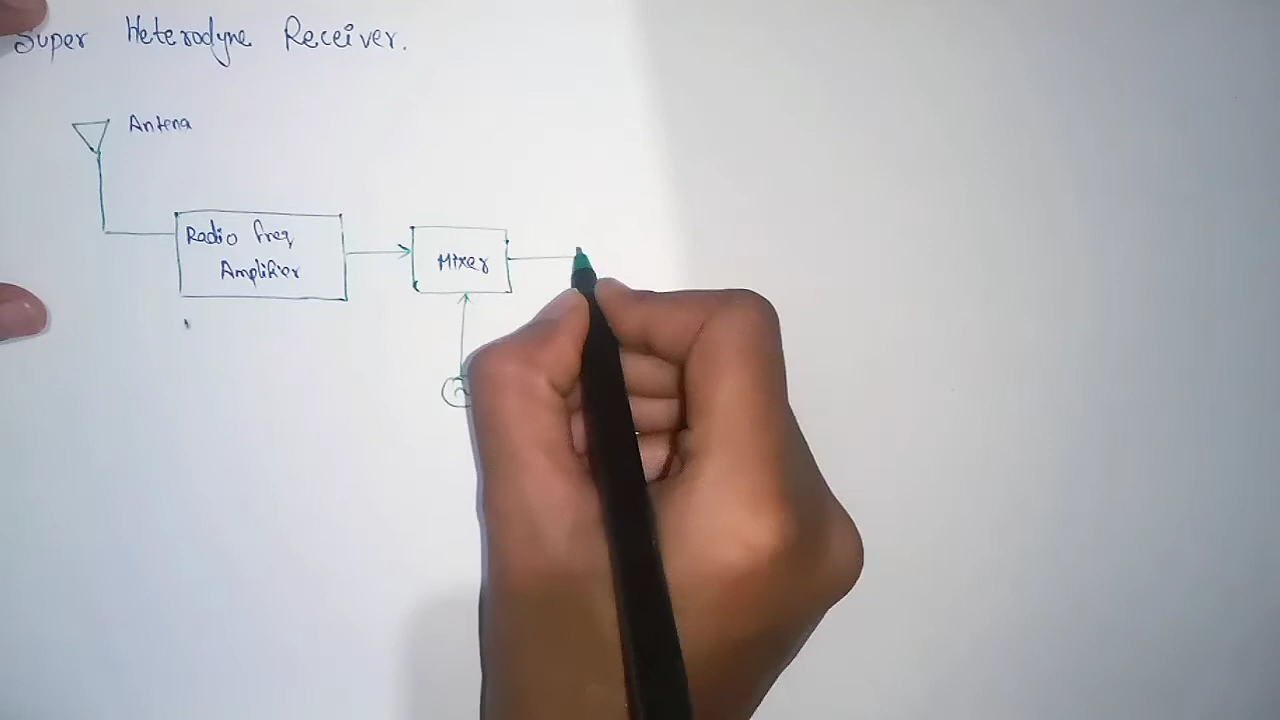 Super Heterodyne Receiver.
Antena
Radio freq
Amplifier
Mixer